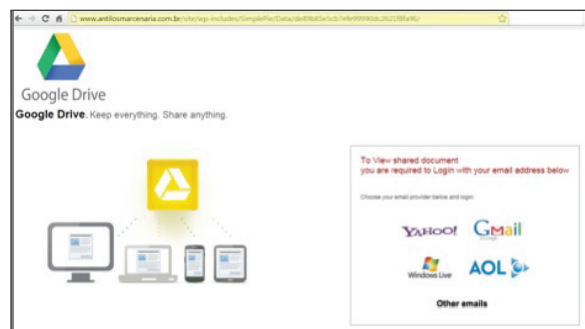 www.antilosmarcenaria.com.br/site/wp-includes/SimplePie/Data/
Google Drive
Google Drive. Keep everything. Share anything.
To View shared document
you are required to Login with your email address below
Choose your email provider below and login
YAHOO! GMail
Windows Live AOL
Other emails